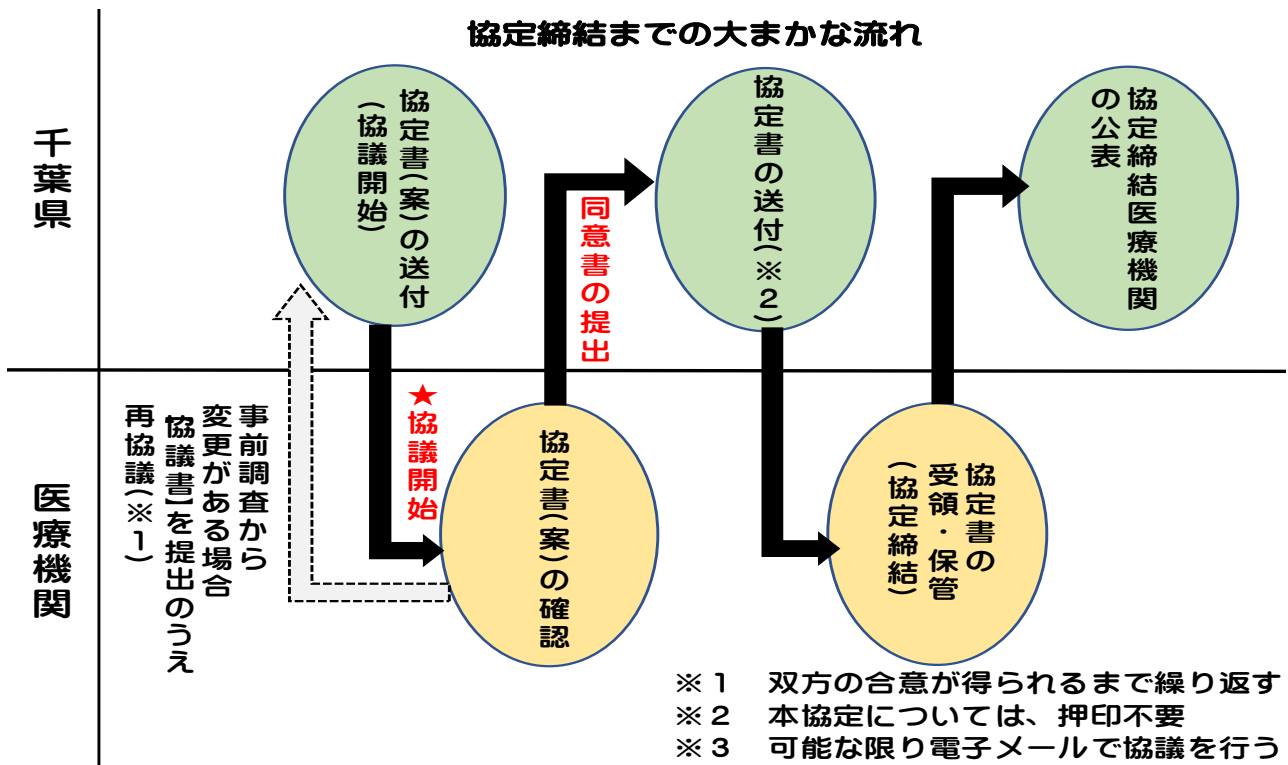 協定締結までの大まかな流れ
千葉県
協定書(案)の送付
(協議開始)
協定書の送付(※2)
協定締結医療機関
の公表
同意書の提出
★協議開始
医療機関
事前調査から
変更がある場合
協議書】を提出のうえ
再協議(※1)
協定書(案)の確認
協定書の
受領・保管
(協定締結)
※1 双方の合意が得られるまで繰り返す
※2 本協定については、押印不要
※3 可能な限り電子メールで協議を行う